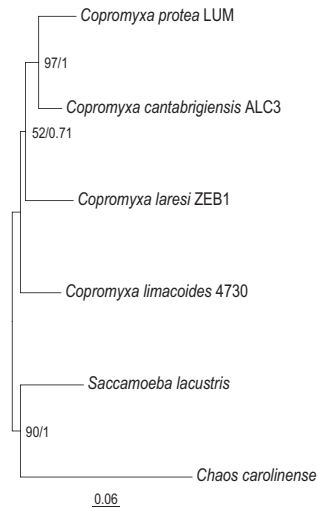 Copromyxa protea LUM
97/1
Copromyxa cantabrigiensis ALC3
52/0.71
Copromyxa laresi ZEB1
Copromyxa limacoides 4730
Saccamoeba lacustris
90/1
Chaos carolinense
0.06